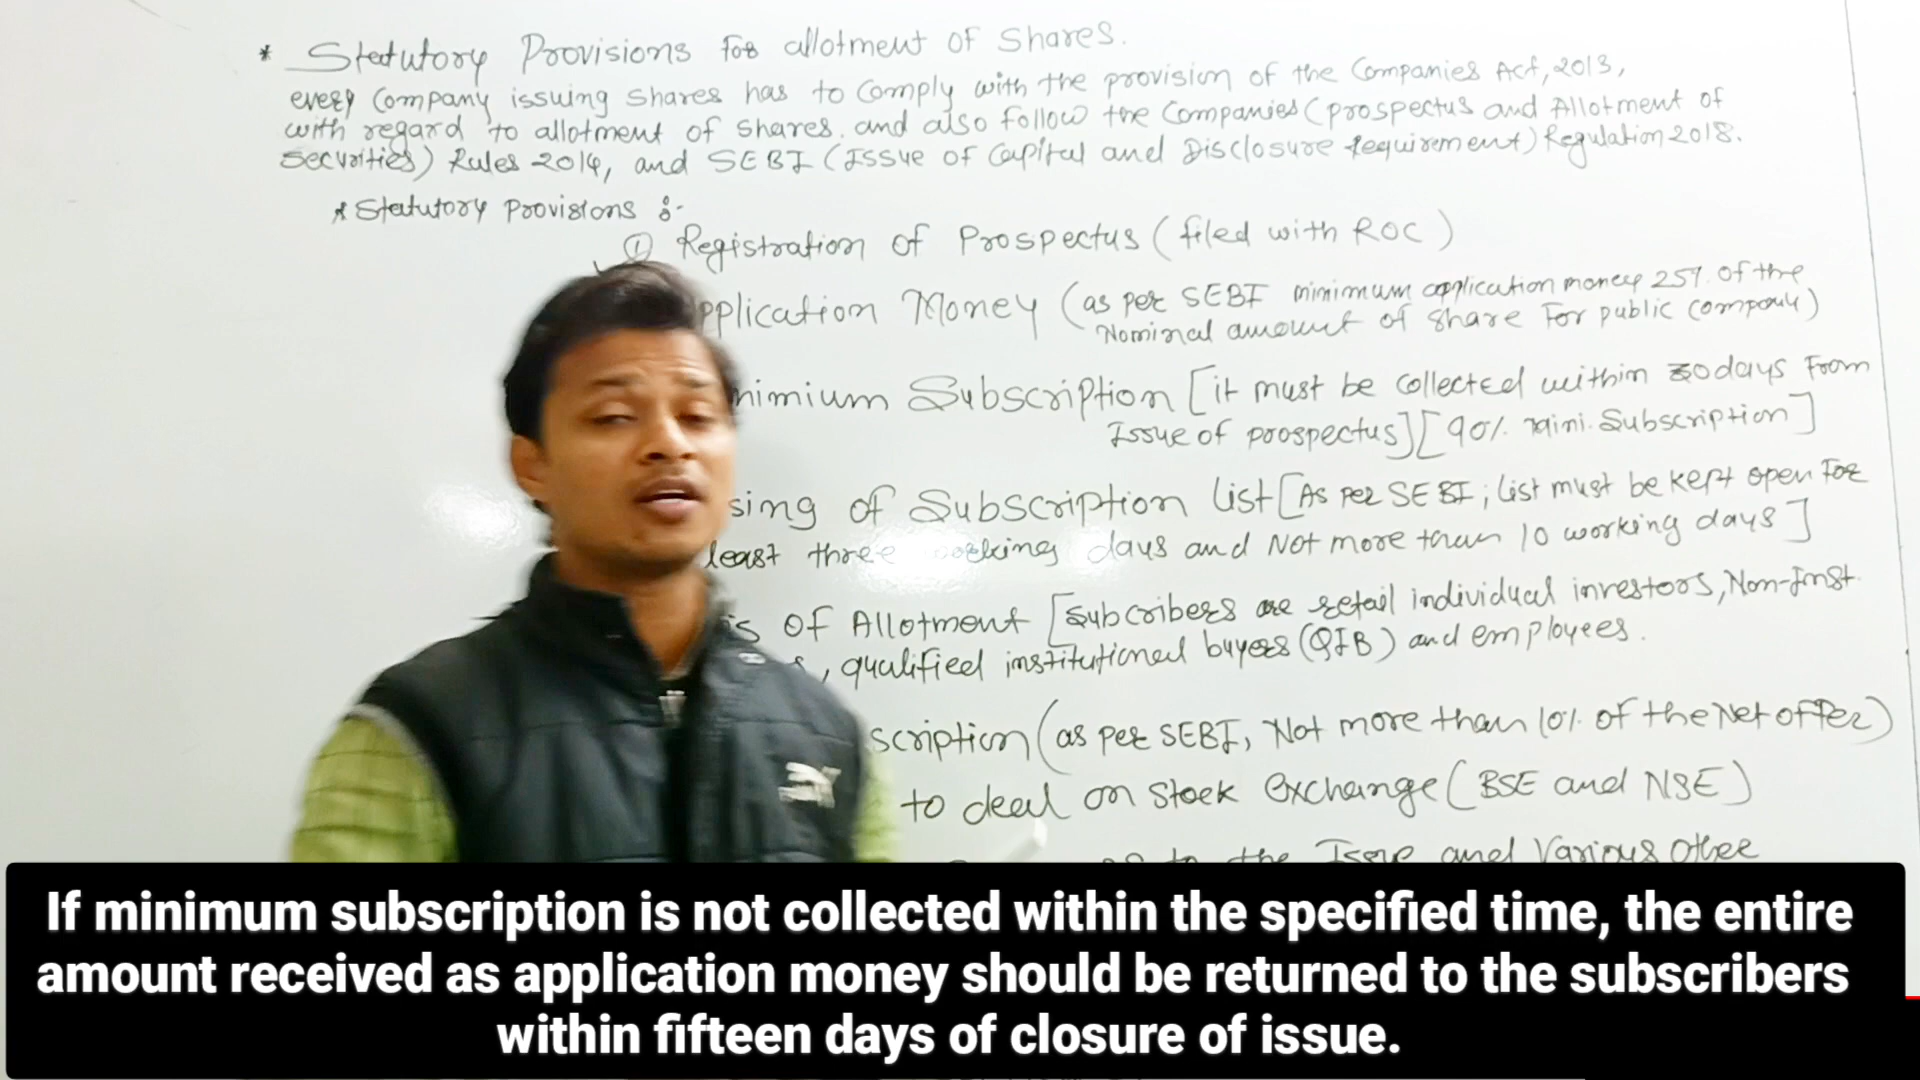 * Statutory Provisions for allotment of Shares.
every Company issuing shares has to comply with the provision of the Companies Act, 2013,
with regard to allotment of shares. and also follow the Companies (prospectus and Allotment of
Securities) Rules 2014, and SEBI (Issue of Capital and Disclosure requirement) Regulation 2018.
* Statutory Provisions :-
① Registration of Prospectus (filed with ROC)
pplication Money (as per SEBI minimum application money 25% of the
Nominal amount of share For public Company)
nimium Subscription [it must be collected within 30 days From
Issue of prospectus] [90% mini. Subscription]
sing of Subscription list [As per SEBI; list must be kept open For
least three working days and Not more than 10 working days]
is of Allotment [Subcribers are retail individual investors, Non-Inst.
, qualified institutional buyers (QIB) and employees.
scription (as per SEBI, Not more than 10% of the Net offer)
to deal on Stock Exchange (BSE and NSE)
to the Issue and Various other
If minimum subscription is not collected within the specified time, the entire
amount received as application money should be returned to the subscribers
within fifteen days of closure of issue.